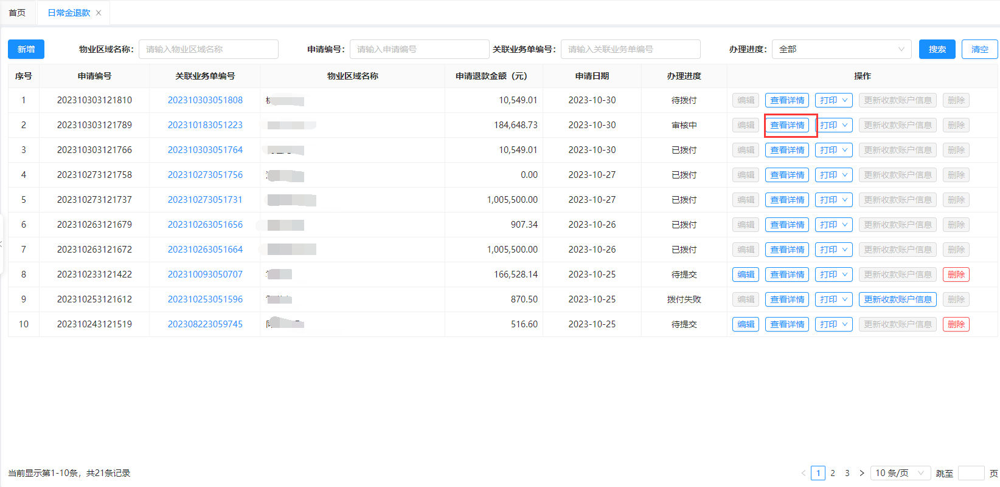 首页 日常金退款
新增 物业区域名称： 请输入物业区域名称 申请编号： 请输入申请编号 关联业务单编号： 请输入关联业务单编号 办理进度： 全部 搜索 清空
序号 申请编号 关联业务单编号 物业区域名称 申请退款金额（元） 申请日期 办理进度 操作
1 202310303121810 202310303051808 10,549.01 2023-10-30 待拨付 编辑 查看详情 打印 更新收款账户信息 删除
2 202310303121789 202310183051223 184,648.73 2023-10-30 审核中 编辑 查看详情 打印 更新收款账户信息 删除
3 202310303121766 202310303051764 10,549.01 2023-10-30 已拨付 编辑 查看详情 打印 更新收款账户信息 删除
4 202310273121758 202310273051756 0.00 2023-10-27 已拨付 编辑 查看详情 打印 更新收款账户信息 删除
5 202310273121737 202310273051731 1,005,500.00 2023-10-27 已拨付 编辑 查看详情 打印 更新收款账户信息 删除
6 202310263121679 202310263051656 907.34 2023-10-26 已拨付 编辑 查看详情 打印 更新收款账户信息 删除
7 202310263121672 202310263051664 1,005,500.00 2023-10-26 已拨付 编辑 查看详情 打印 更新收款账户信息 删除
8 202310233121422 202310093050707 166,528.14 2023-10-25 待提交 编辑 查看详情 打印 更新收款账户信息 删除
9 202310253121612 202310253051596 870.50 2023-10-25 拨付失败 编辑 查看详情 打印 更新收款账户信息 删除
10 202310243121519 202308223059745 516.60 2023-10-25 待提交 编辑 查看详情 打印 更新收款账户信息 删除
当前显示第1-10条，共21条记录 < 1 2 3 > 10 条/页 跳至 页